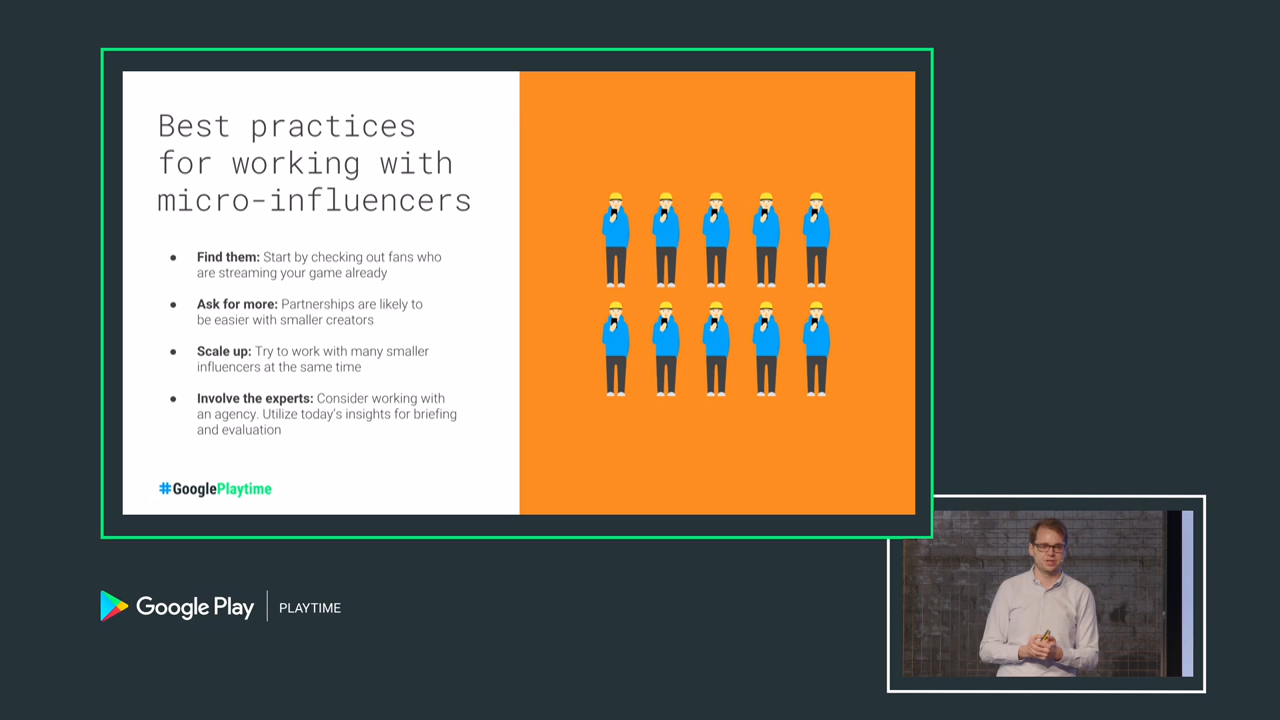 Best practices
for working with
micro-influencers
● Find them: Start by checking out fans who
are streaming your game already
● Ask for more: Partnerships are likely to
be easier with smaller creators
● Scale up: Try to work with many smaller
influencers at the same time
● Involve the experts: Consider working with
an agency. Utilize today's insights for briefing
and evaluation
#GooglePlaytime
Google Play | PLAYTIME